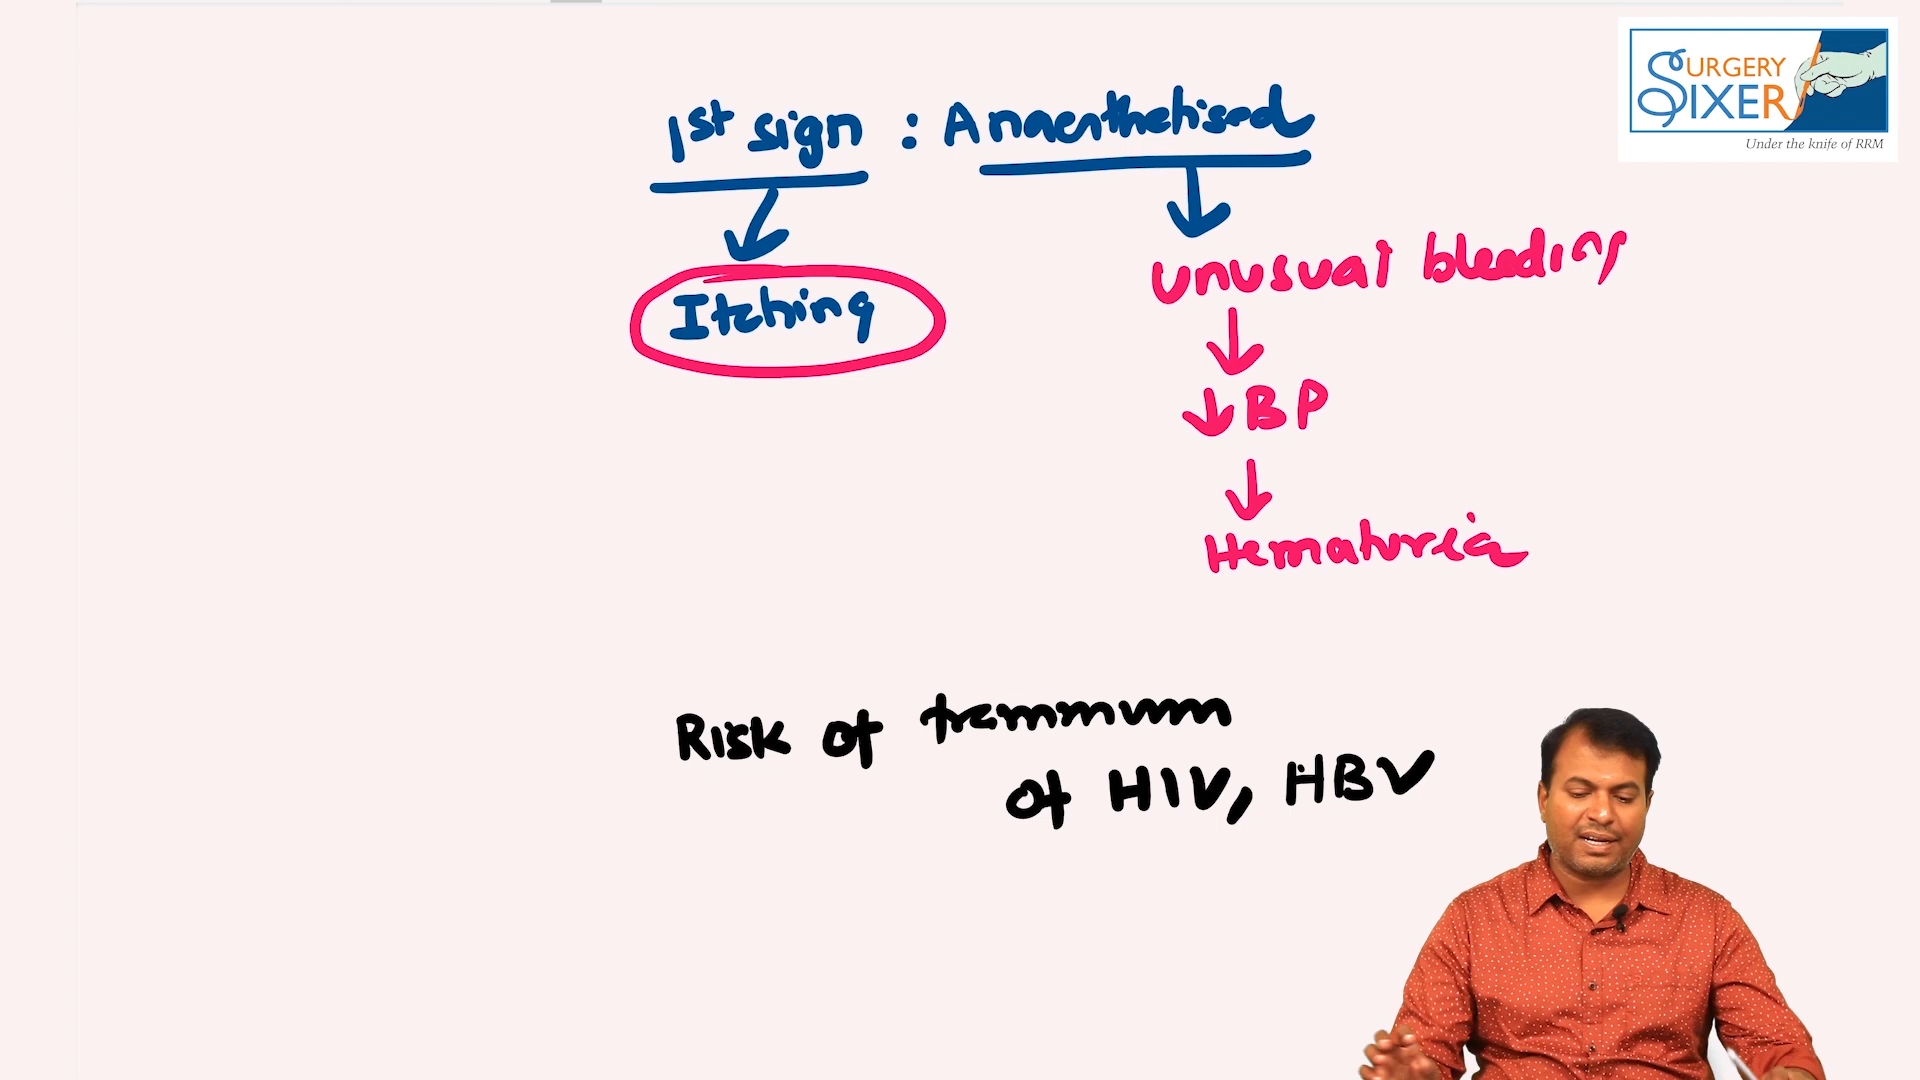 SURGERY
SIXER
Under the knife of RRM
1st sign : Anaesthetised
Itching
Unusual bleeding
↓ BP
Hematuria
Risk of
of HIV, HBV